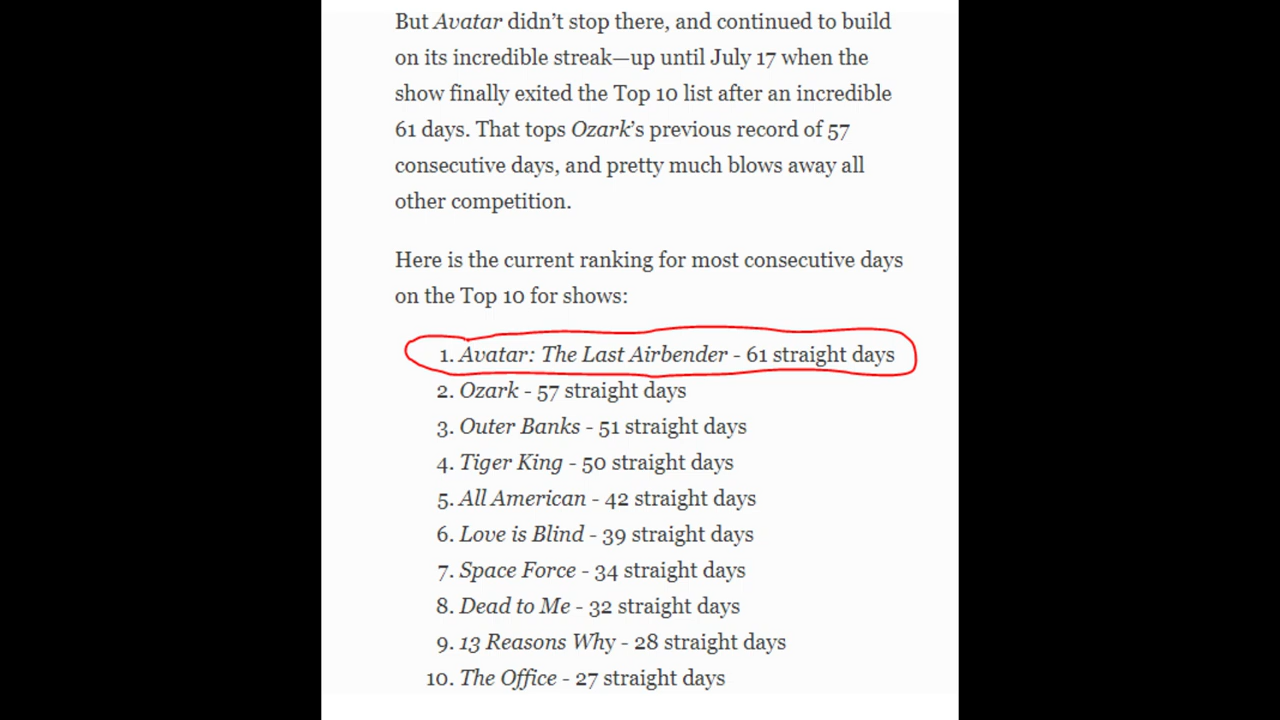 But Avatar didn’t stop there, and continued to build
on its incredible streak—up until July 17 when the
show finally exited the Top 10 list after an incredible
61 days. That tops Ozark’s previous record of 57
consecutive days, and pretty much blows away all
other competition.
Here is the current ranking for most consecutive days
on the Top 10 for shows:
1. Avatar: The Last Airbender - 61 straight days
2. Ozark - 57 straight days
3. Outer Banks - 51 straight days
4. Tiger King - 50 straight days
5. All American - 42 straight days
6. Love is Blind - 39 straight days
7. Space Force - 34 straight days
8. Dead to Me - 32 straight days
9. 13 Reasons Why - 28 straight days
10. The Office - 27 straight days